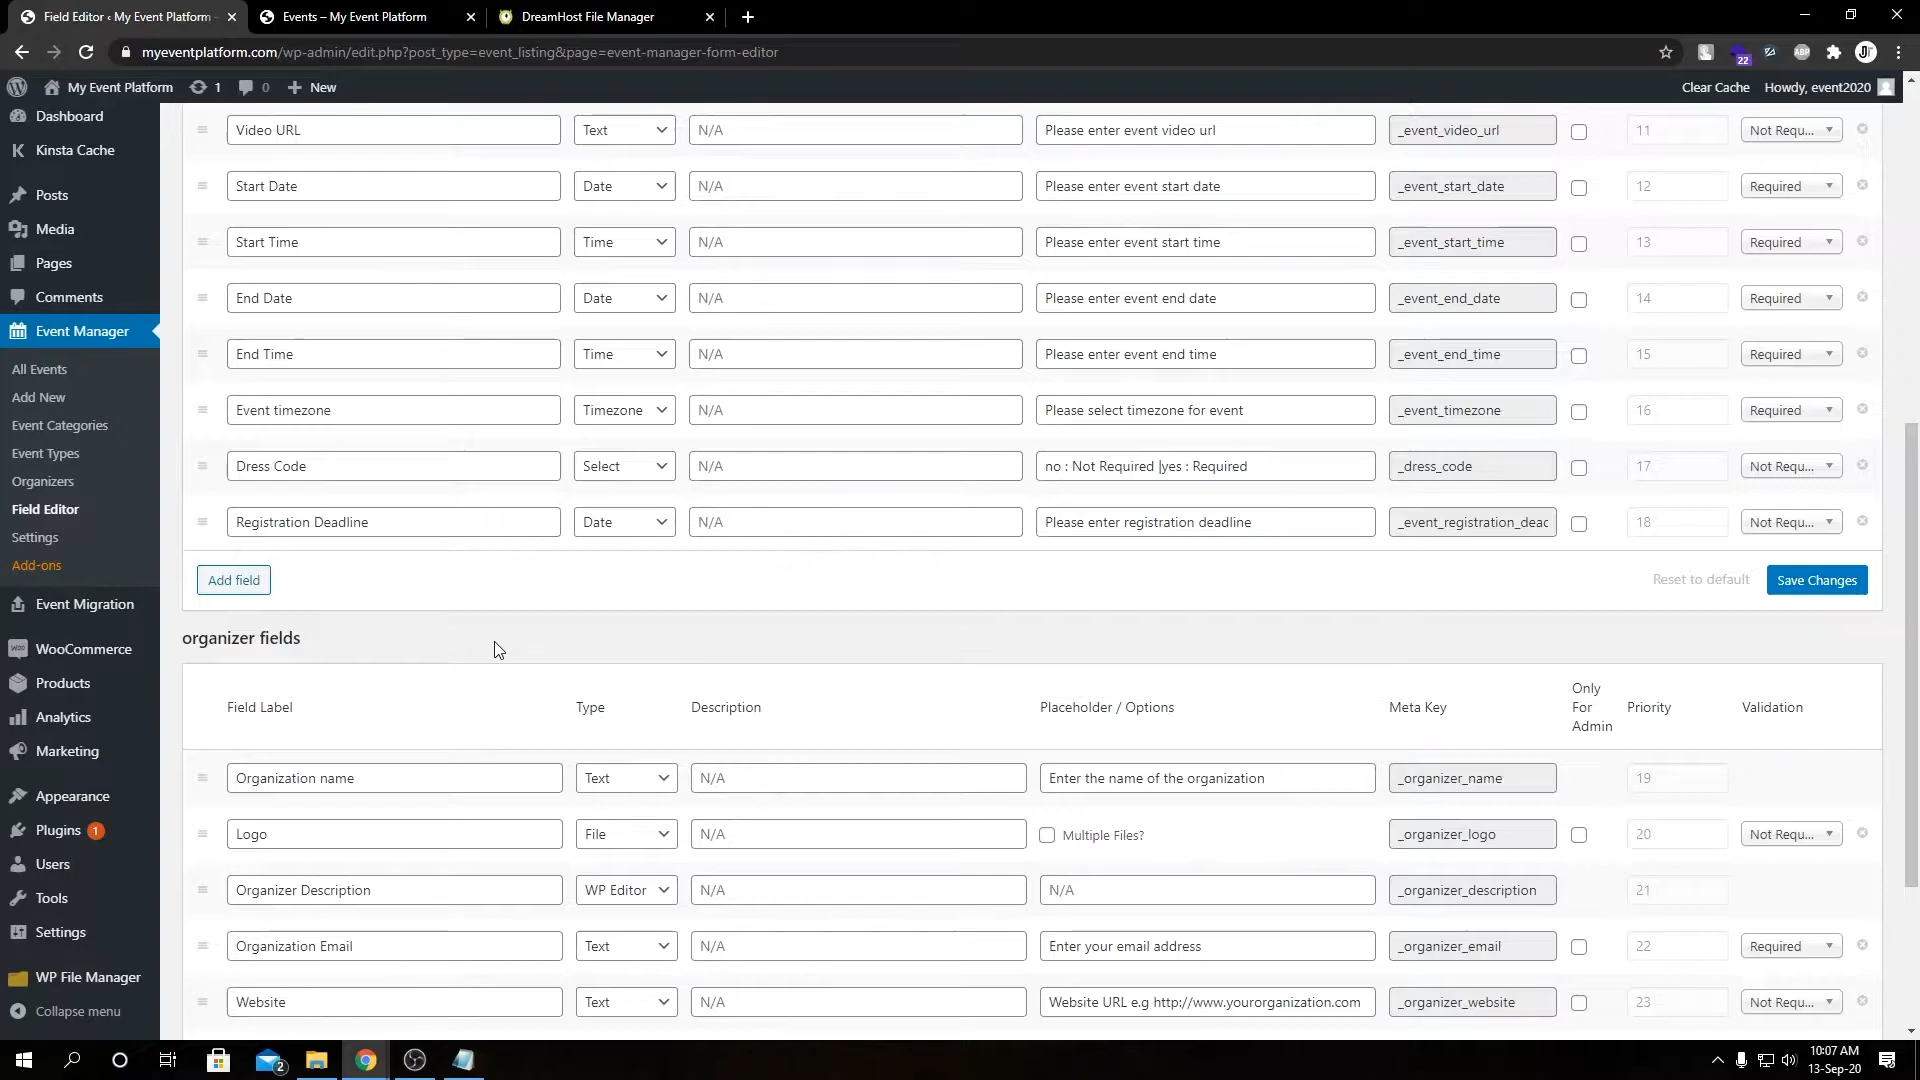 Field Editor ‹ My Event Platform -
Events – My Event Platform
DreamHost File Manager
myeventplatform.com/wp-admin/edit.php?post_type=event_listing&page=event-manager-form-editor
22
ABP
My Event Platform
1
0
New
Clear Cache
Howdy, event2020
Dashboard
Kinsta Cache
Posts
Media
Pages
Comments
Event Manager
All Events
Add New
Event Categories
Event Types
Organizers
Field Editor
Settings
Add-ons
Event Migration
WooCommerce
Products
Analytics
Marketing
Appearance
Plugins 1
Users
Tools
Settings
WP File Manager
Collapse menu
Video URL Text N/A Please enter event video url _event_video_url 11 Not Requ...
Start Date Date N/A Please enter event start date _event_start_date 12 Required
Start Time Time N/A Please enter event start time _event_start_time 13 Required
End Date Date N/A Please enter event end date _event_end_date 14 Required
End Time Time N/A Please enter event end time _event_end_time 15 Required
Event timezone Timezone N/A Please select timezone for event _event_timezone 16 Required
Dress Code Select N/A no : Not Required |yes : Required _dress_code 17 Not Requ...
Registration Deadline Date N/A Please enter registration deadline _event_registration_deac 18 Not Requ...
Add field
Reset to default
Save Changes
organizer fields
Field Label Type Description Placeholder / Options Meta Key Only For Admin Priority Validation
Organization name Text N/A Enter the name of the organization _organizer_name 19
Logo File N/A Multiple Files? _organizer_logo 20 Not Requ...
Organizer Description WP Editor N/A N/A _organizer_description 21
Organization Email Text N/A Enter your email address _organizer_email 22 Required
Website Text N/A Website URL e.g http://www.yourorganization.com _organizer_website 23 Not Requ...
2
10:07 AM
13-Sep-20